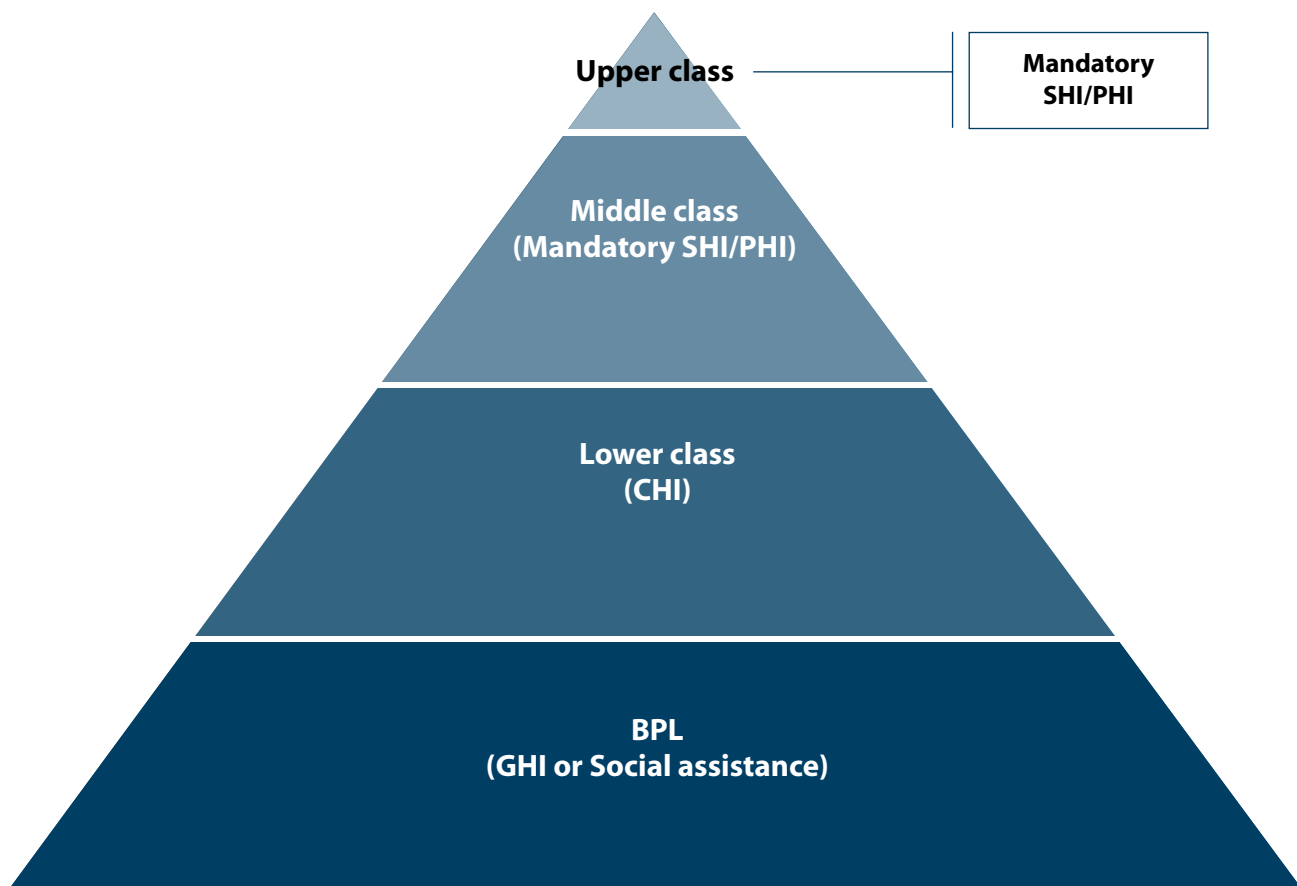 Upper class
Mandatory
SHI/PHI
Middle class
(Mandatory SHI/PHI)
Lower class
(CHI)
BPL
(GHI or Social assistance)